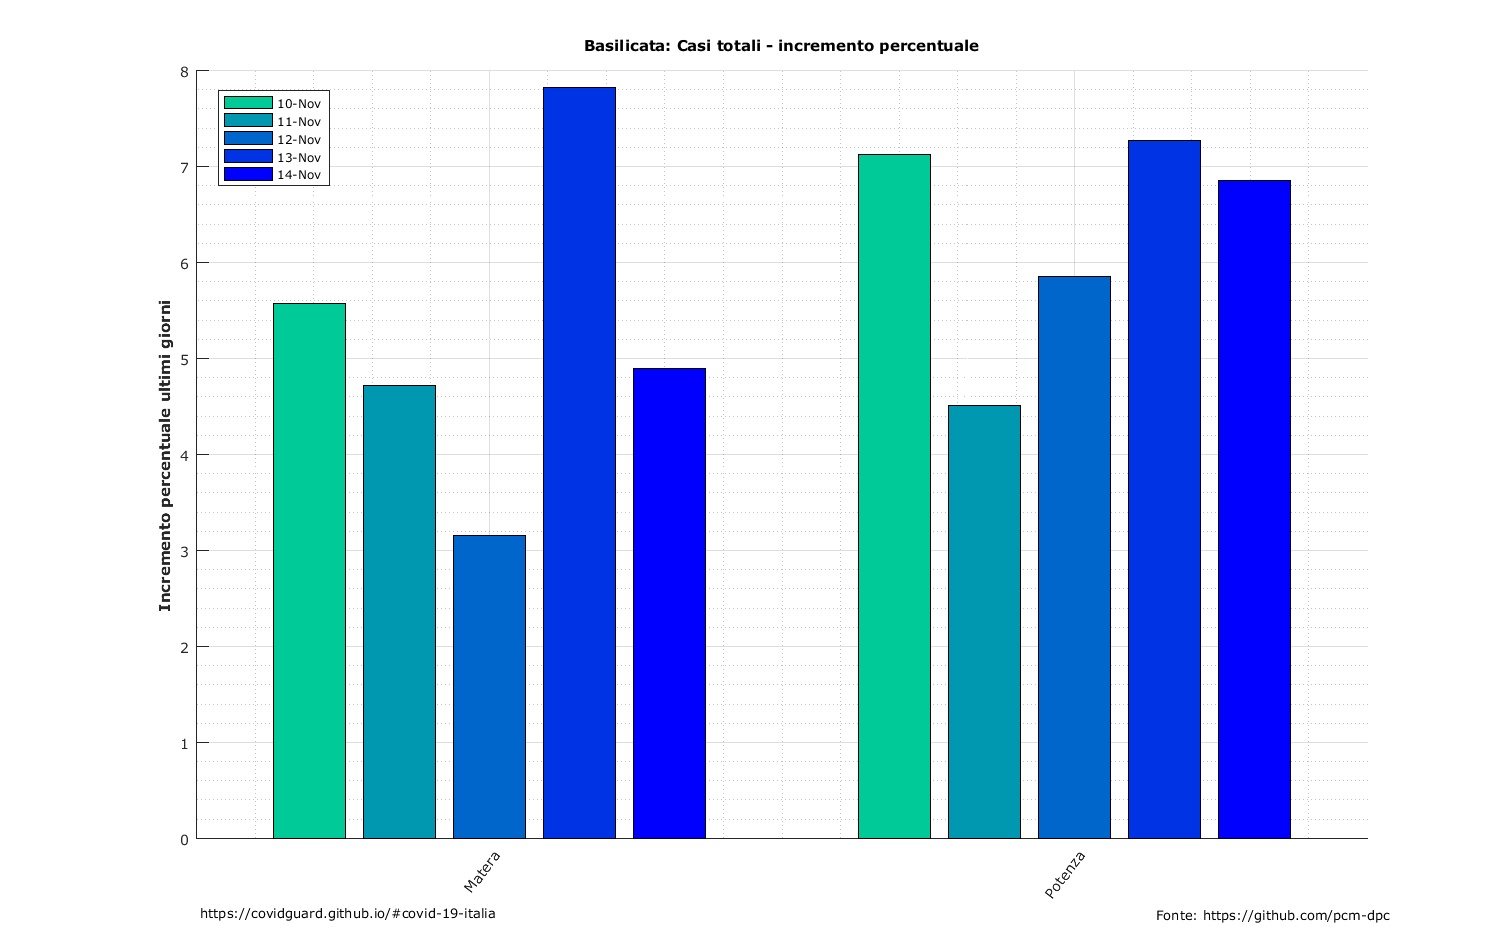 Basilicata: Casi totali - incremento percentuale
8
7
6
5
4
3
2
1
0
Incremento percentuale ultimi giorni
10-Nov
11-Nov
12-Nov
13-Nov
14-Nov
Matera
Potenza
https://covidguard.github.io/#covid-19-italia
Fonte: https://github.com/pcm-dpc